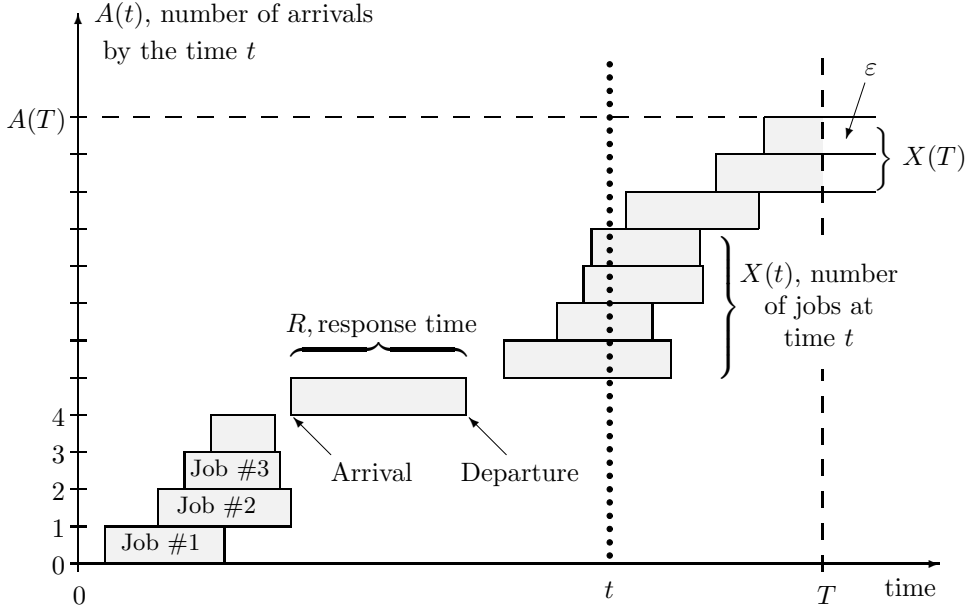 A(t), number of arrivals
by the time t
ε
A(T)
X(T)
X(t), number
of jobs at
time t
R, response time
4
3
2
1
0
Job #3
Job #2
Job #1
Arrival
Departure
0
t
T
time